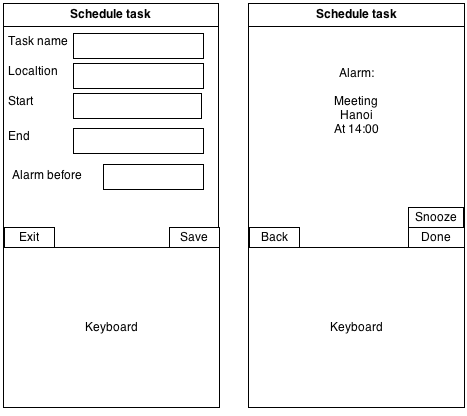 Schedule task
Task name
Localtion
Start
End
Alarm before
Exit
Save
Keyboard
Schedule task
Alarm:
Meeting
Hanoi
At 14:00
Snooze
Back
Done
Keyboard